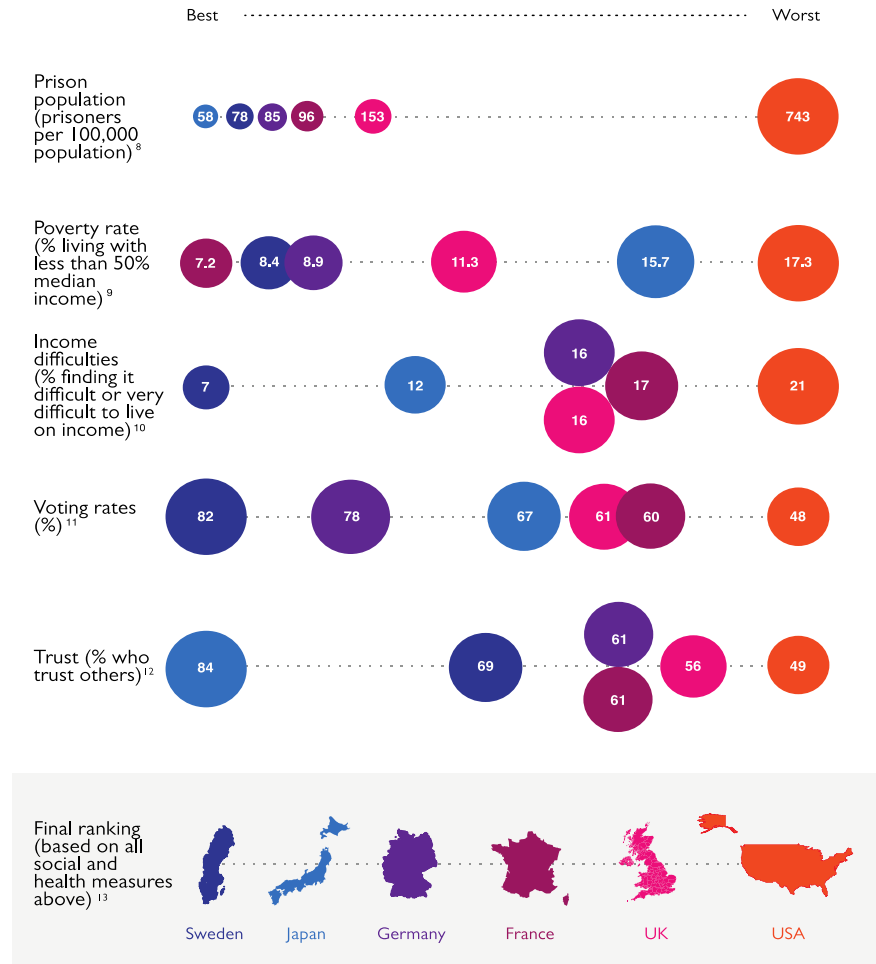 Best Worst
Prison
population
(prisoners
per 100,000
population) 8
58 78 85 96 153 743
Poverty rate
(% living with
less than 50%
median
income) 9
7.2 8.4 8.9 11.3 15.7 17.3
Income
difficulties
(% finding it
difficult or very
difficult to live
on income) 10
16
7 12 17 21
16
Voting rates
(%) 11
82 78 67 61 60 48
Trust (% who
trust others) 12
61
84 69 56 49
61
Final ranking
(based on all
social and
health measures
above) 13
Sweden Japan Germany France UK USA